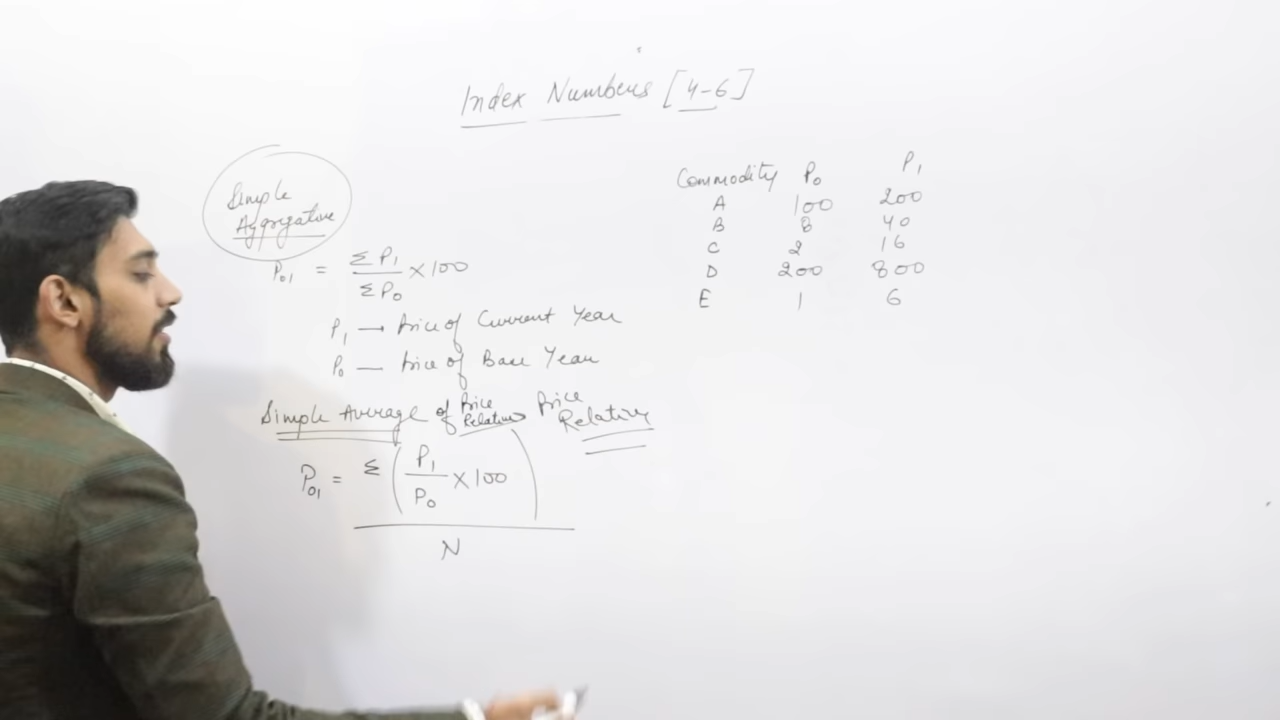 Index Numbers [4-6]
Simple
Aggregative
P01 = ΣP1 / ΣP0 × 100
P1 → Price of Current Year
P0 — Price of Base Year
Simple Average of Price Relatives Price Relative
P01 = Σ ( P1 / P0 × 100 ) / N
Commodity P0 P1
A 100 200
B 8 40
C 2 16
D 200 800
E 1 6